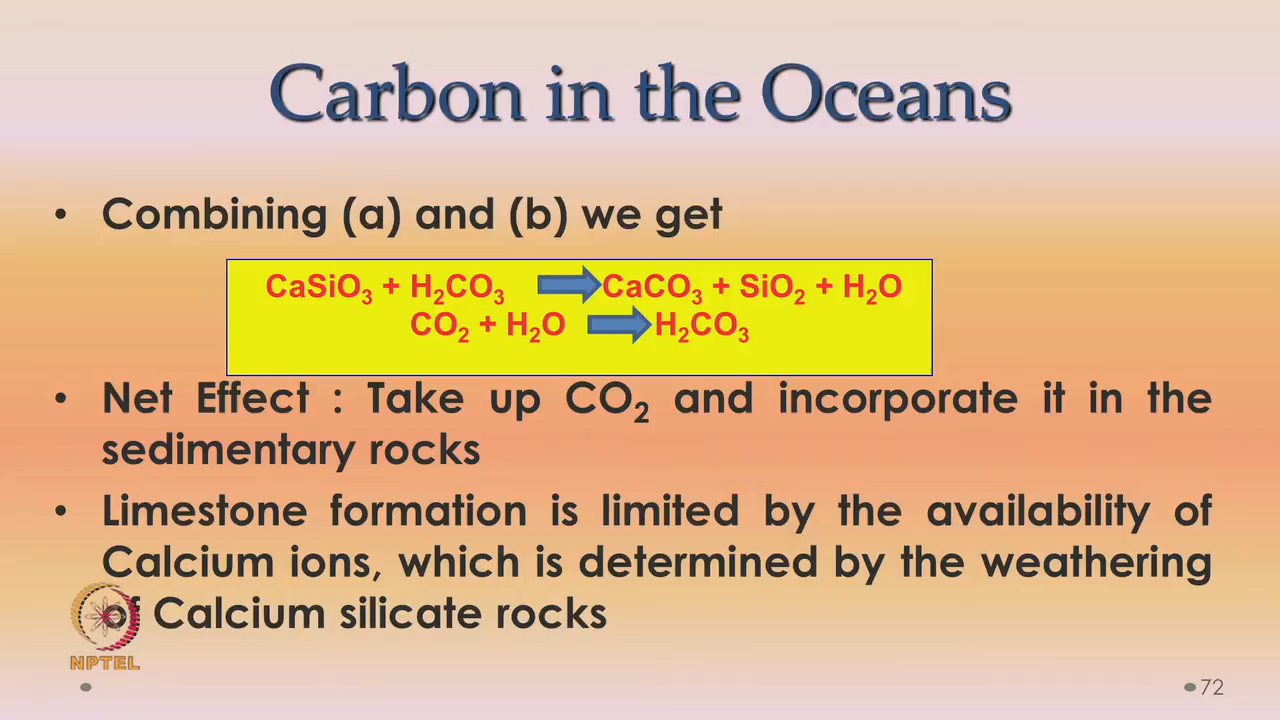 Carbon in the Oceans
• Combining (a) and (b) we get
CaSiO₃ + H₂CO₃ CaCO₃ + SiO₂ + H₂O
CO₂ + H₂O H₂CO₃
• Net Effect : Take up CO₂ and incorporate it in the
sedimentary rocks
• Limestone formation is limited by the availability of
Calcium ions, which is determined by the weathering
of Calcium silicate rocks
NPTEL
72